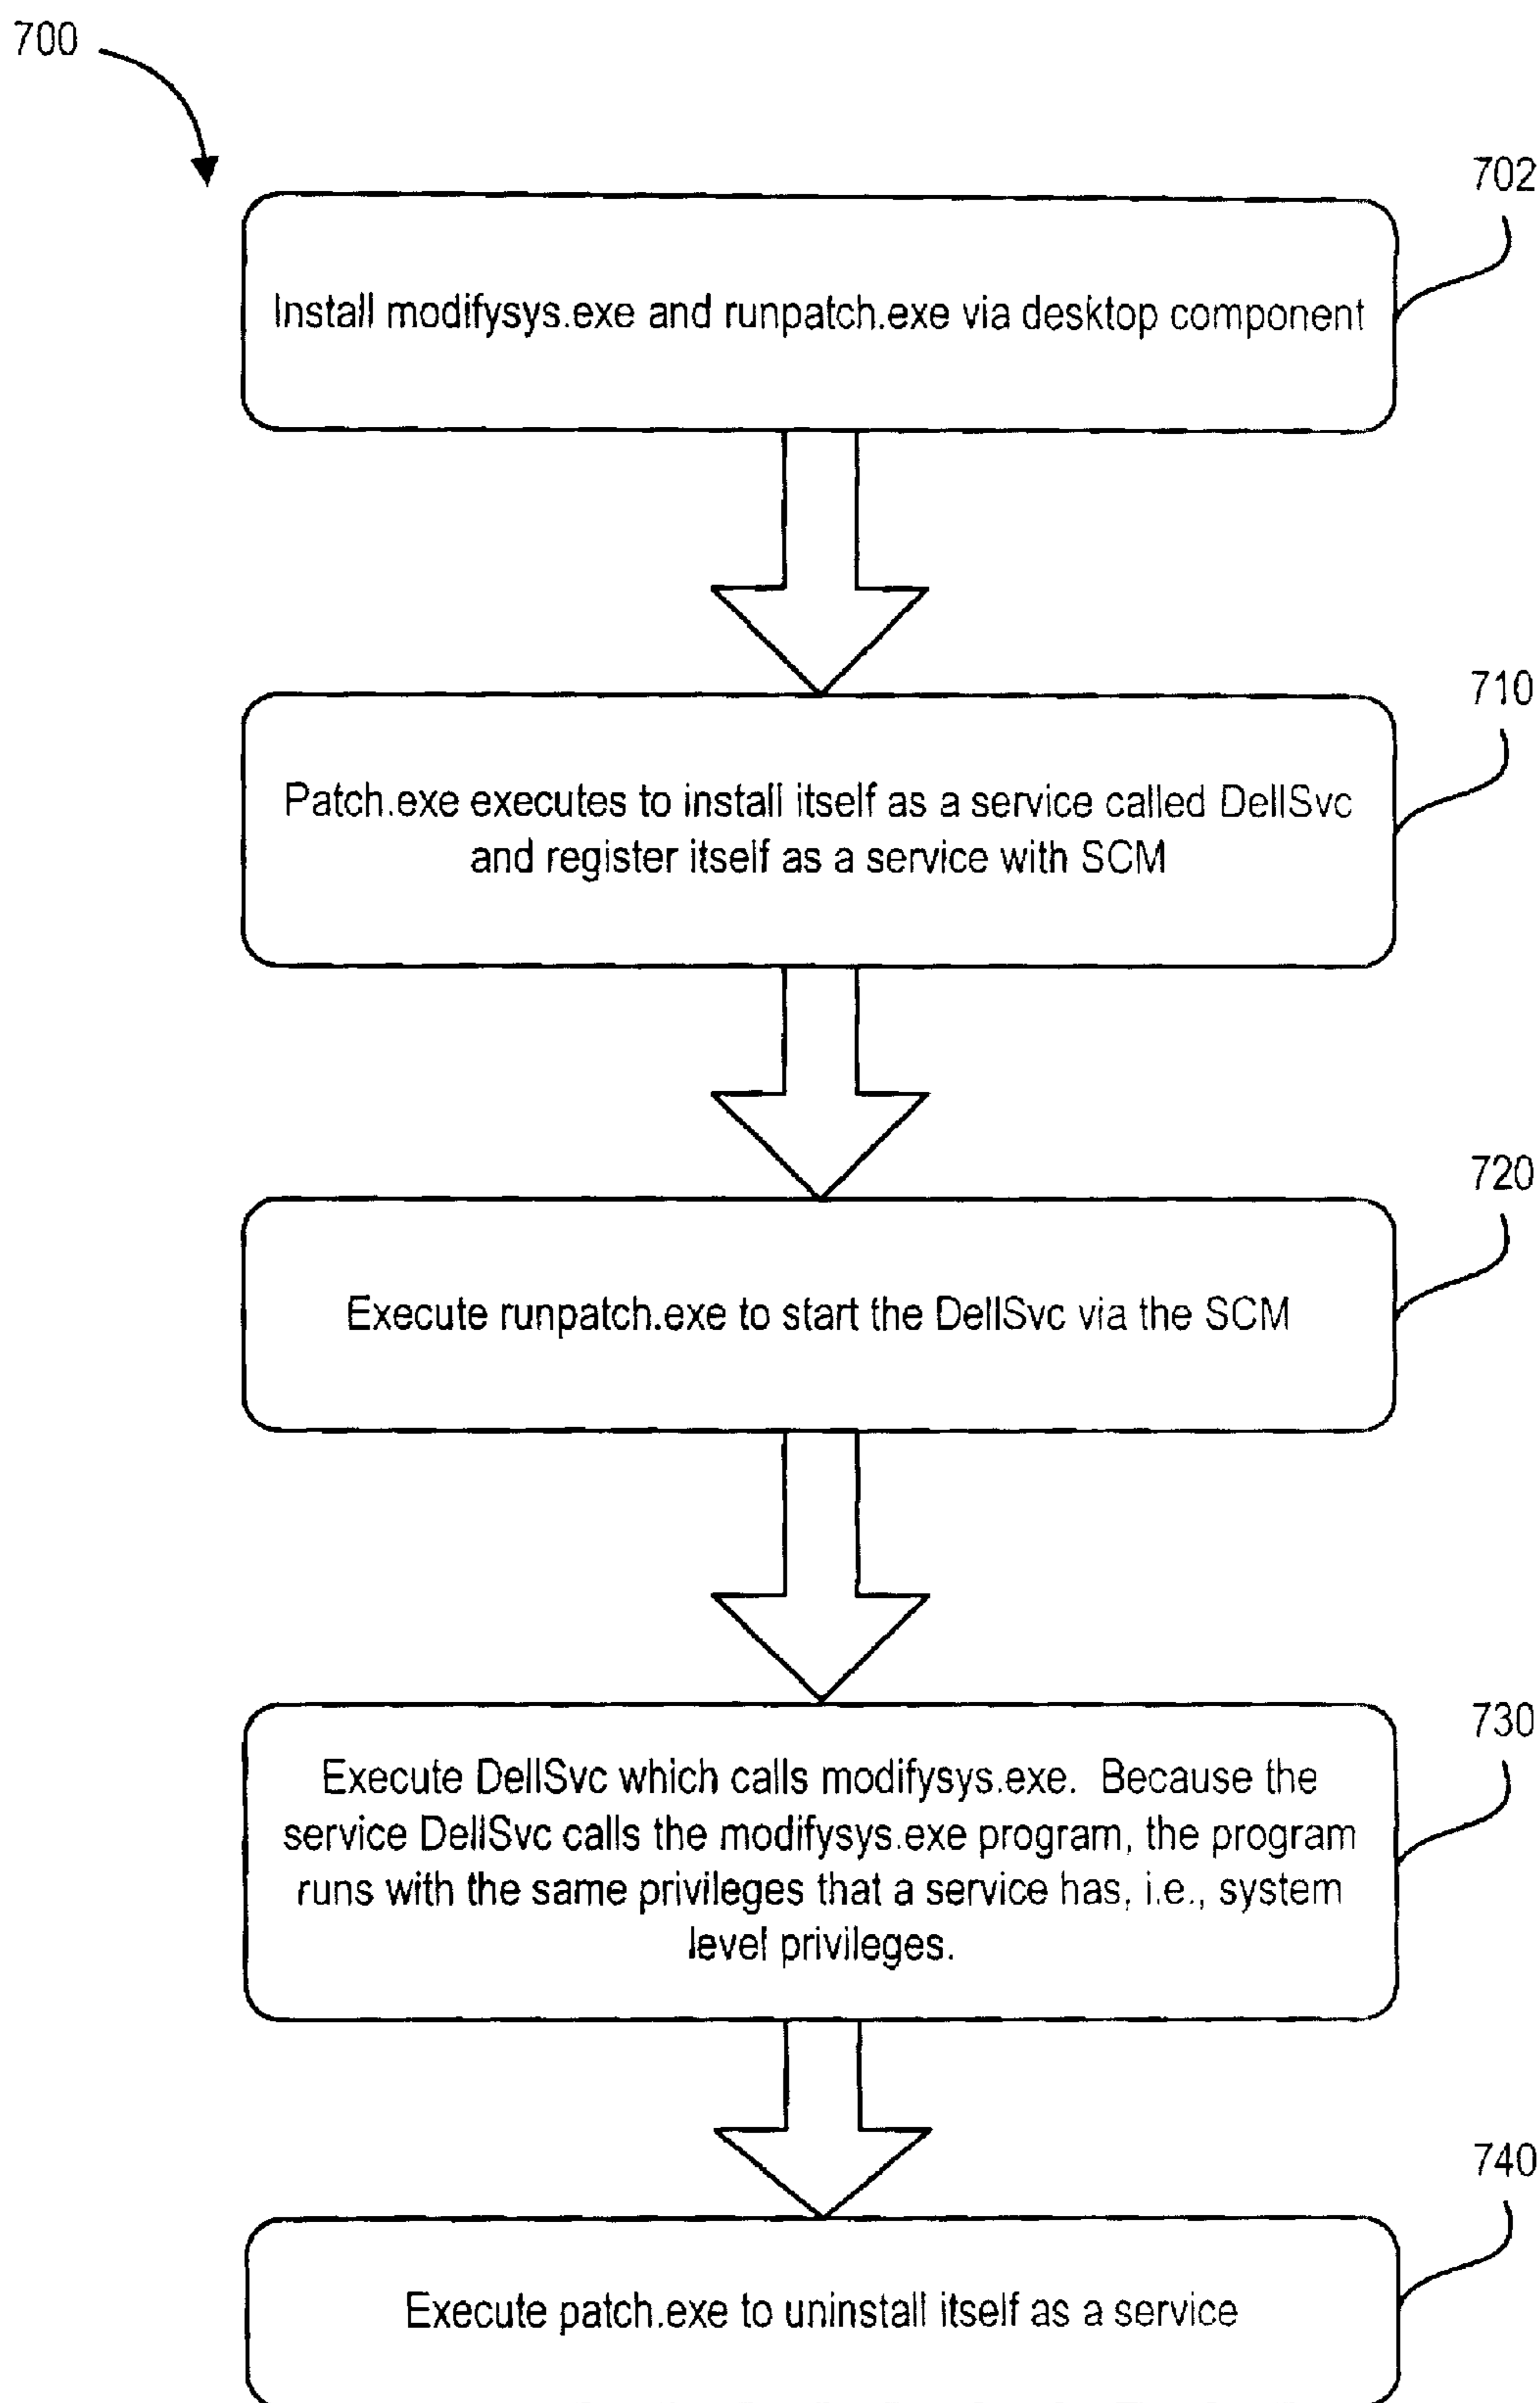 700
702
Install modifysys.exe and runpatch.exe via desktop component
710
Patch.exe executes to install itself as a service called DellSvc
and register itself as a service with SCM
720
Execute runpatch.exe to start the DellSvc via the SCM
730
Execute DellSvc which calls modifysys.exe. Because the
service DellSvc calls the modifysys.exe program, the program
runs with the same privileges that a service has, i.e., system
level privileges.
740
Execute patch.exe to uninstall itself as a service